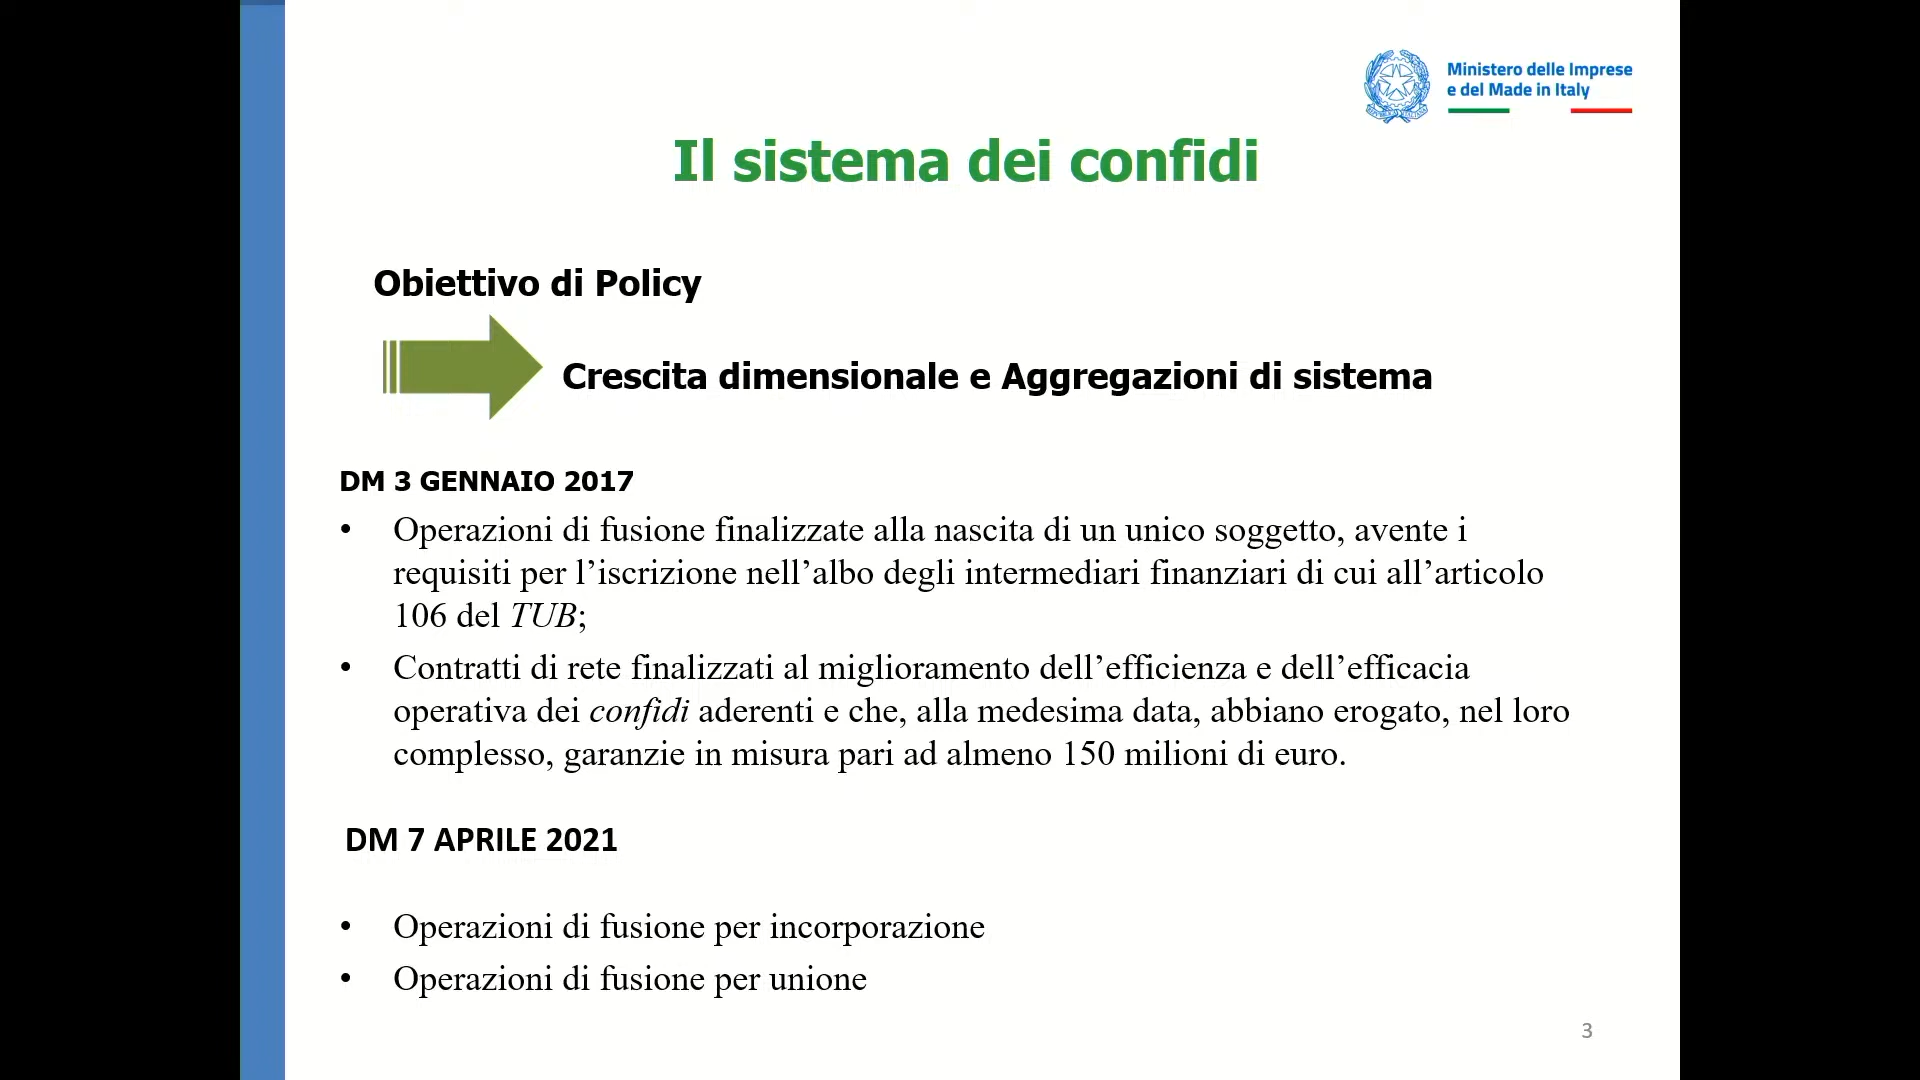 Ministero delle Imprese
e del Made in Italy
Il sistema dei confidi
Obiettivo di Policy
Crescita dimensionale e Aggregazioni di sistema
DM 3 GENNAIO 2017
• Operazioni di fusione finalizzate alla nascita di un unico soggetto, avente i
requisiti per l’iscrizione nell’albo degli intermediari finanziari di cui all’articolo
106 del TUB;
• Contratti di rete finalizzati al miglioramento dell’efficienza e dell’efficacia
operativa dei confidi aderenti e che, alla medesima data, abbiano erogato, nel loro
complesso, garanzie in misura pari ad almeno 150 milioni di euro.
DM 7 APRILE 2021
• Operazioni di fusione per incorporazione
• Operazioni di fusione per unione
3